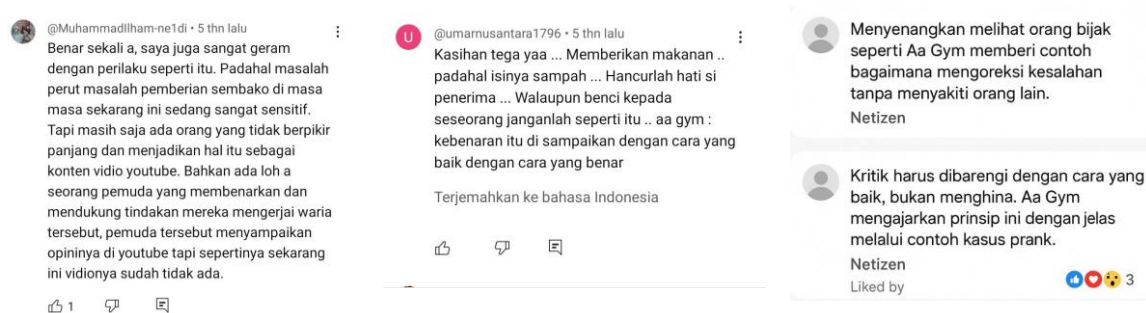 @MuhammadIlham-ne1di • 5 thn lalu
Benar sekali a, saya juga sangat geram
dengan perilaku seperti itu. Padahal masalah
perut masalah pemberian sembako di masa
masa sekarang ini sedang sangat sensitif.
Tapi masih saja ada orang yang tidak berpikir
panjang dan menjadikan hal itu sebagai
konten vidio youtube. Bahkan ada loh a
seorang pemuda yang membenarkan dan
mendukung tindakan mereka mengerjai waria
tersebut, pemuda tersebut menyampaikan
opininya di youtube tapi sepertinya sekarang
ini vidionya sudah tidak ada.
1
U
@umarnusantara1796 • 5 thn lalu
Kasihan tega yaa ... Memberikan makanan ..
padahal isinya sampah ... Hancurlah hati si
penerima ... Walaupun benci kepada
seseorang janganlah seperti itu .. aa gym :
kebenaran itu di sampaikan dengan cara yang
baik dengan cara yang benar
Terjemahkan ke bahasa Indonesia
Menyenangkan melihat orang bijak
seperti Aa Gym memberi contoh
bagaimana mengoreksi kesalahan
tanpa menyakiti orang lain.
Netizen
Kritik harus dibarengi dengan cara yang
baik, bukan menghina. Aa Gym
mengajarkan prinsip ini dengan jelas
melalui contoh kasus prank.
Netizen
Liked by
3